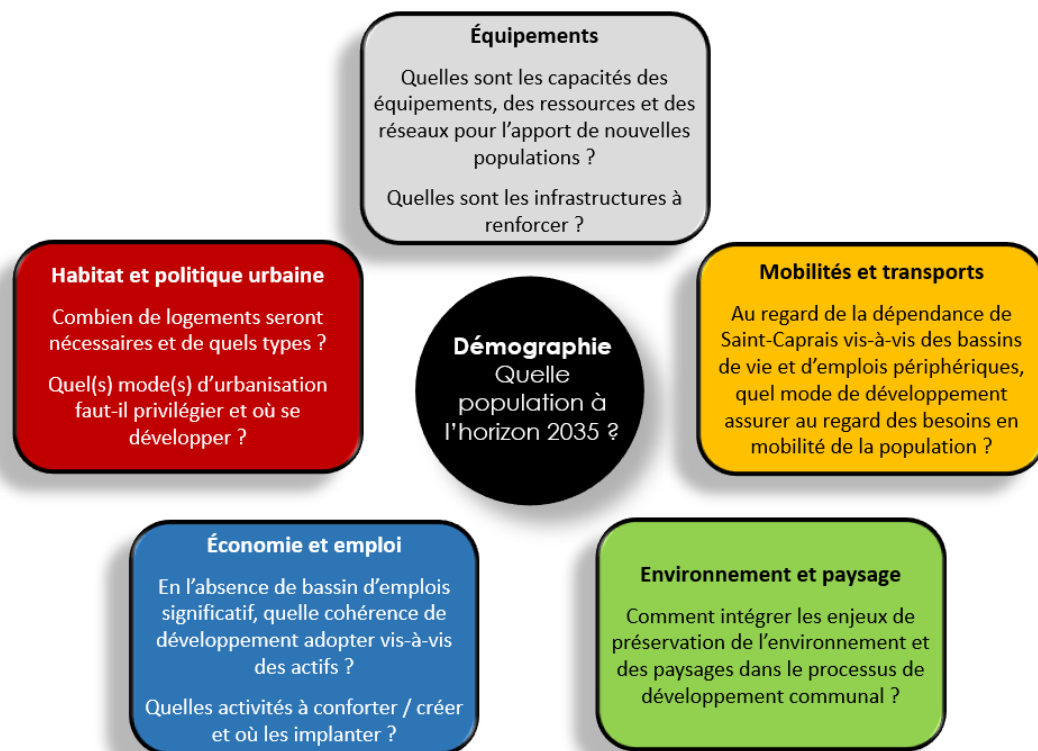 Équipements
Quelles sont les capacités des
équipements, des ressources et des
réseaux pour l’apport de nouvelles
populations ?
Quelles sont les infrastructures à
renforcer ?
Habitat et politique urbaine
Combien de logements seront
nécessaires et de quels types ?
Quel(s) mode(s) d’urbanisation
faut-il privilégier et où se
développer ?
Démographie
Quelle
population à
l’horizon 2035 ?
Mobilités et transports
Au regard de la dépendance de
Saint-Caprais vis-à-vis des bassins
de vie et d’emplois périphériques,
quel mode de développement
assurer au regard des besoins en
mobilité de la population ?
Économie et emploi
En l’absence de bassin d’emplois
significatif, quelle cohérence de
développement adopter vis-à-vis
des actifs ?
Quelles activités à conforter / créer
et où les implanter ?
Environnement et paysage
Comment intégrer les enjeux de
préservation de l’environnement et
des paysages dans le processus de
développement communal ?